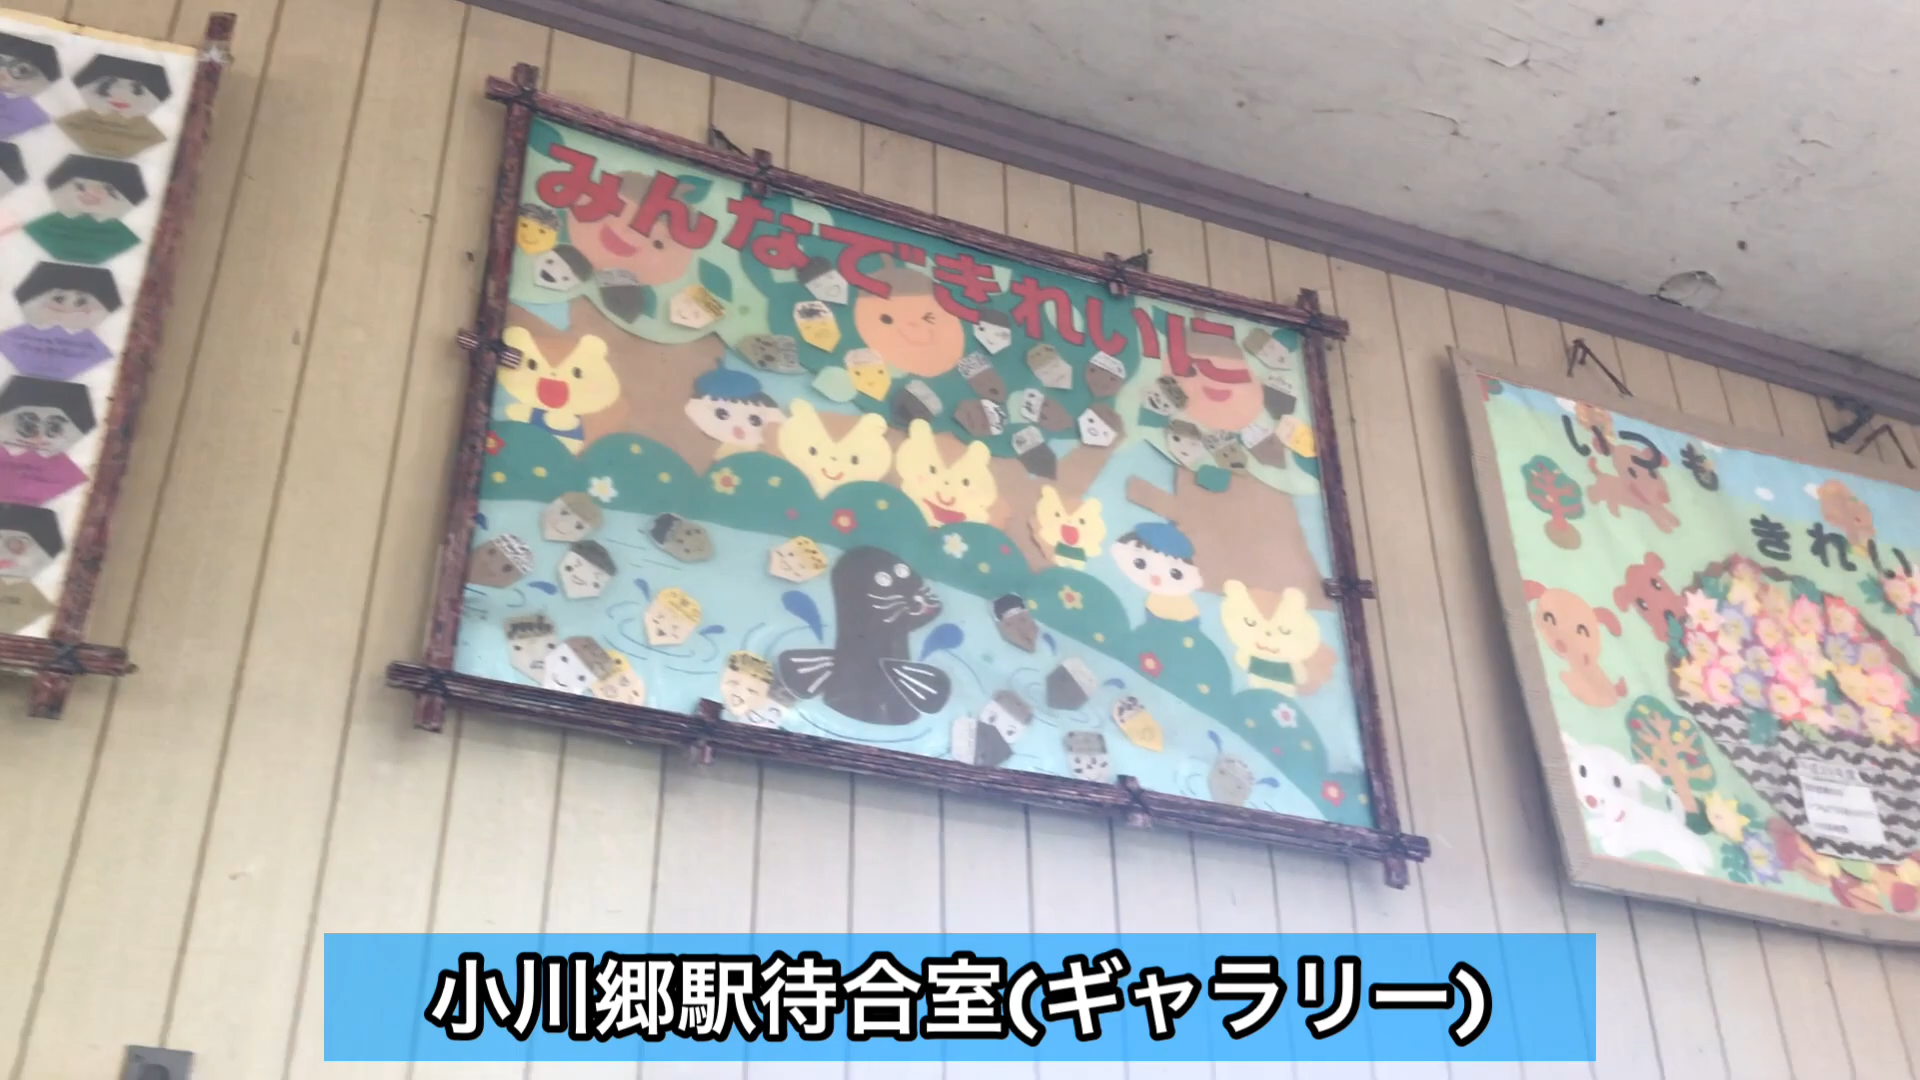 みんなできれいに
いつも
きれい
小川郷駅待合室(ギャラリー)